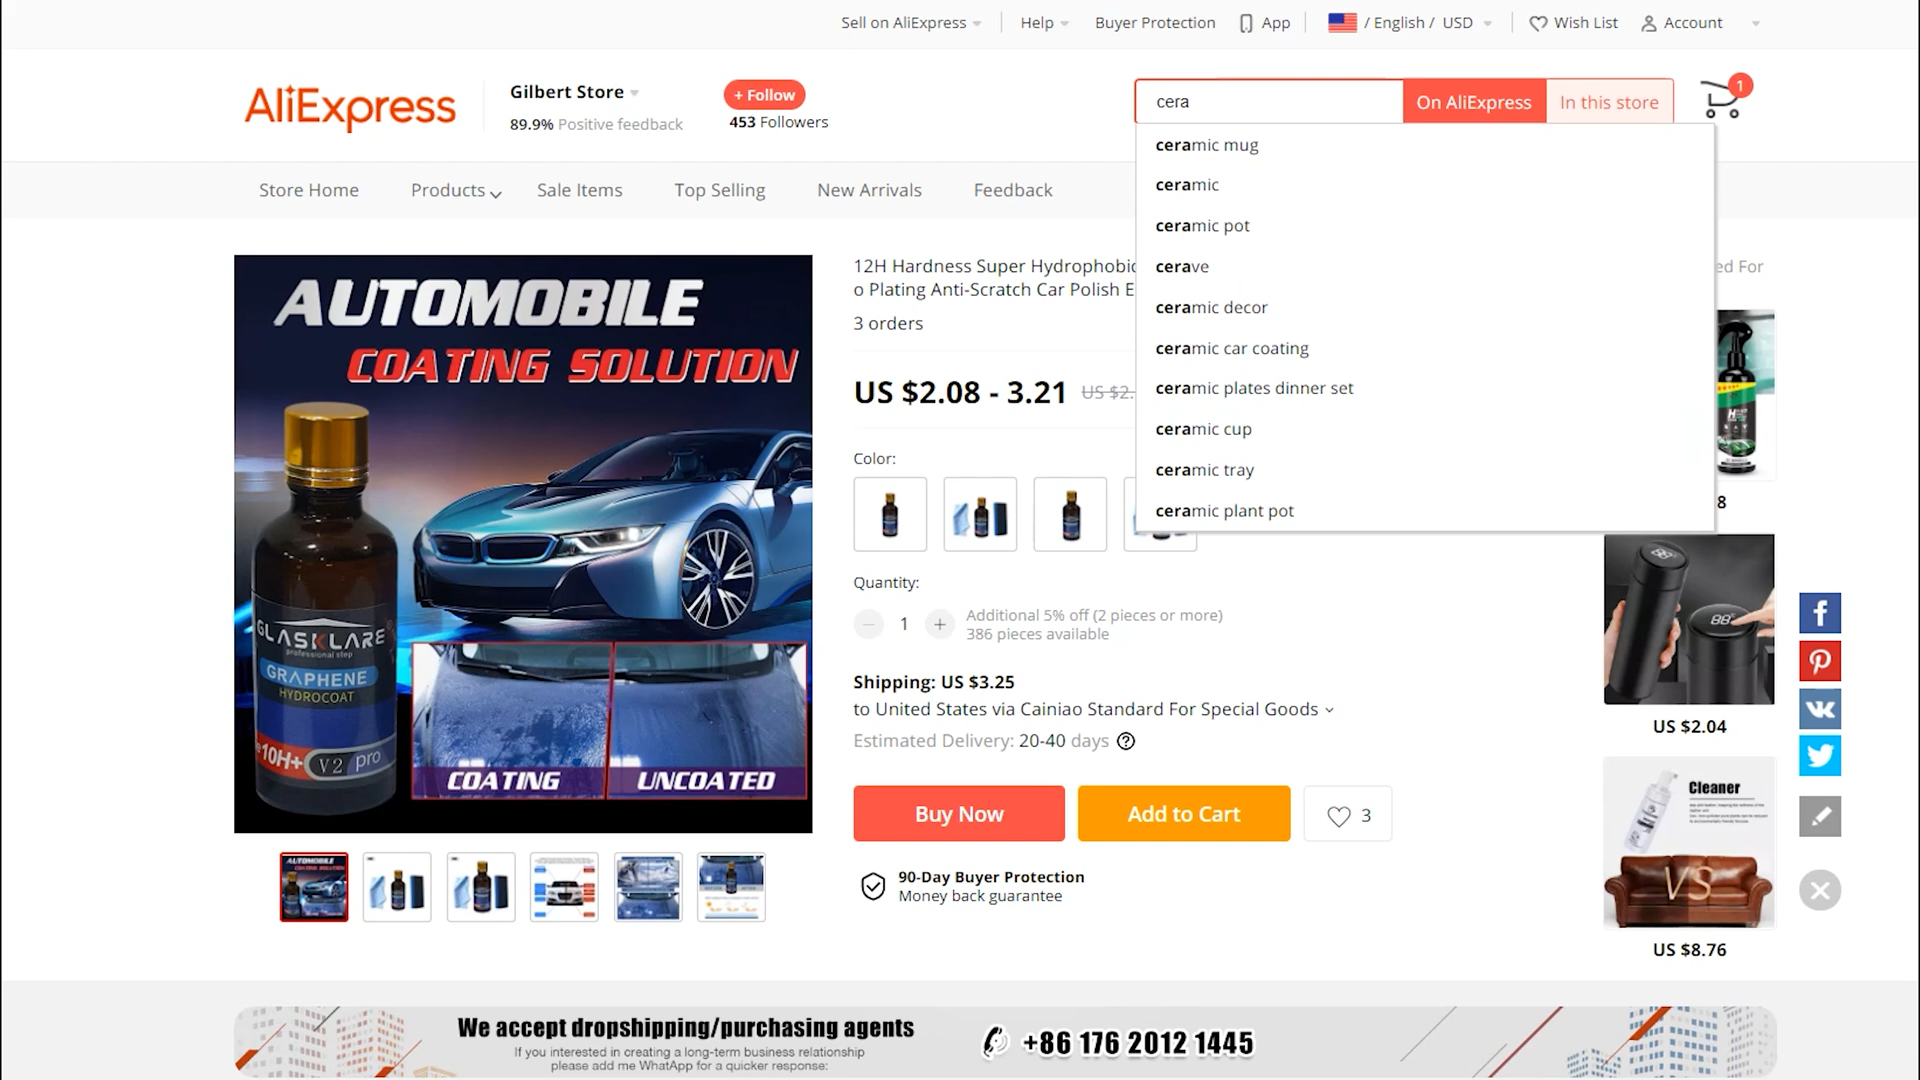 Sell on AliExpress
Help
Buyer Protection
App
/ English / USD
Wish List
Account
AliExpress
Gilbert Store
89.9% Positive feedback
+ Follow
453 Followers
cera
On AliExpress
In this store
1
ceramic mug
ceramic
ceramic pot
cerave
ceramic decor
ceramic car coating
ceramic plates dinner set
ceramic cup
ceramic tray
ceramic plant pot
Store Home
Products
Sale Items
Top Selling
New Arrivals
Feedback
AUTOMOBILE
COATING SOLUTION
GLASKLARE
professional step
GRAPHENE
HYDROCOAT
10H+
V2 pro
COATING
UNCOATED
12H Hardness Super Hydrophobic
o Plating Anti-Scratch Car Polish E
3 orders
US $2.08 - 3.21 US $2.
Color:
Quantity:
1
Additional 5% off (2 pieces or more)
386 pieces available
Shipping: US $3.25
to United States via Cainiao Standard For Special Goods
Estimated Delivery: 20-40 days
Buy Now
Add to Cart
3
90-Day Buyer Protection
Money back guarantee
ed For
8
88°
US $2.04
Cleaner
VS
US $8.76
We accept dropshipping/purchasing agents
If you interested in creating a long-term business relationship
please add me WhatApp for a quicker response:
+86 176 2012 1445